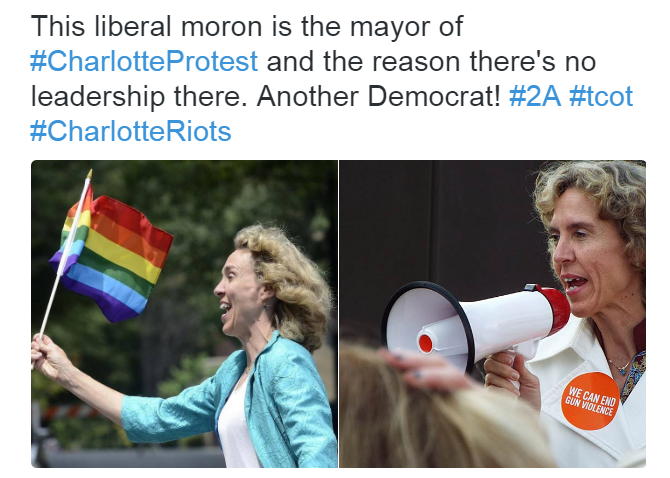 This liberal moron is the mayor of
#CharlotteProtest and the reason there's no
leadership there. Another Democrat! #2A #tcot
#CharlotteRiots
WE CAN END
GUN VIOLENCE